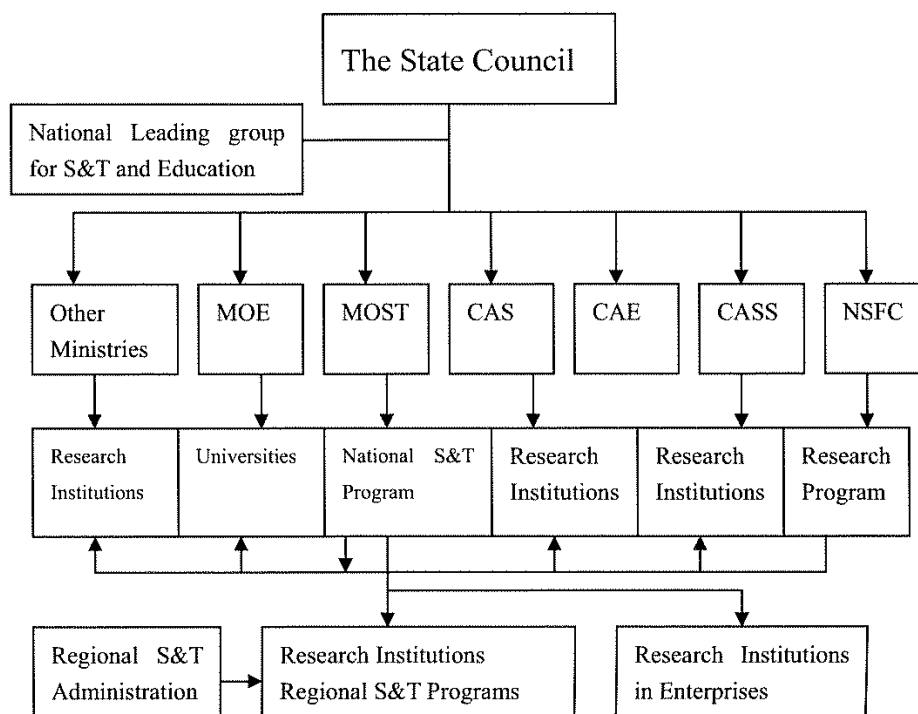 The State Council
National Leading group
for S&T and Education
Other
Ministries
MOE
MOST
CAS
CAE
CASS
NSFC
Research
Institutions
Universities
National S&T
Program
Research
Institutions
Research
Institutions
Research
Program
Regional S&T
Administration
Research Institutions
Regional S&T Programs
Research Institutions
in Enterprises